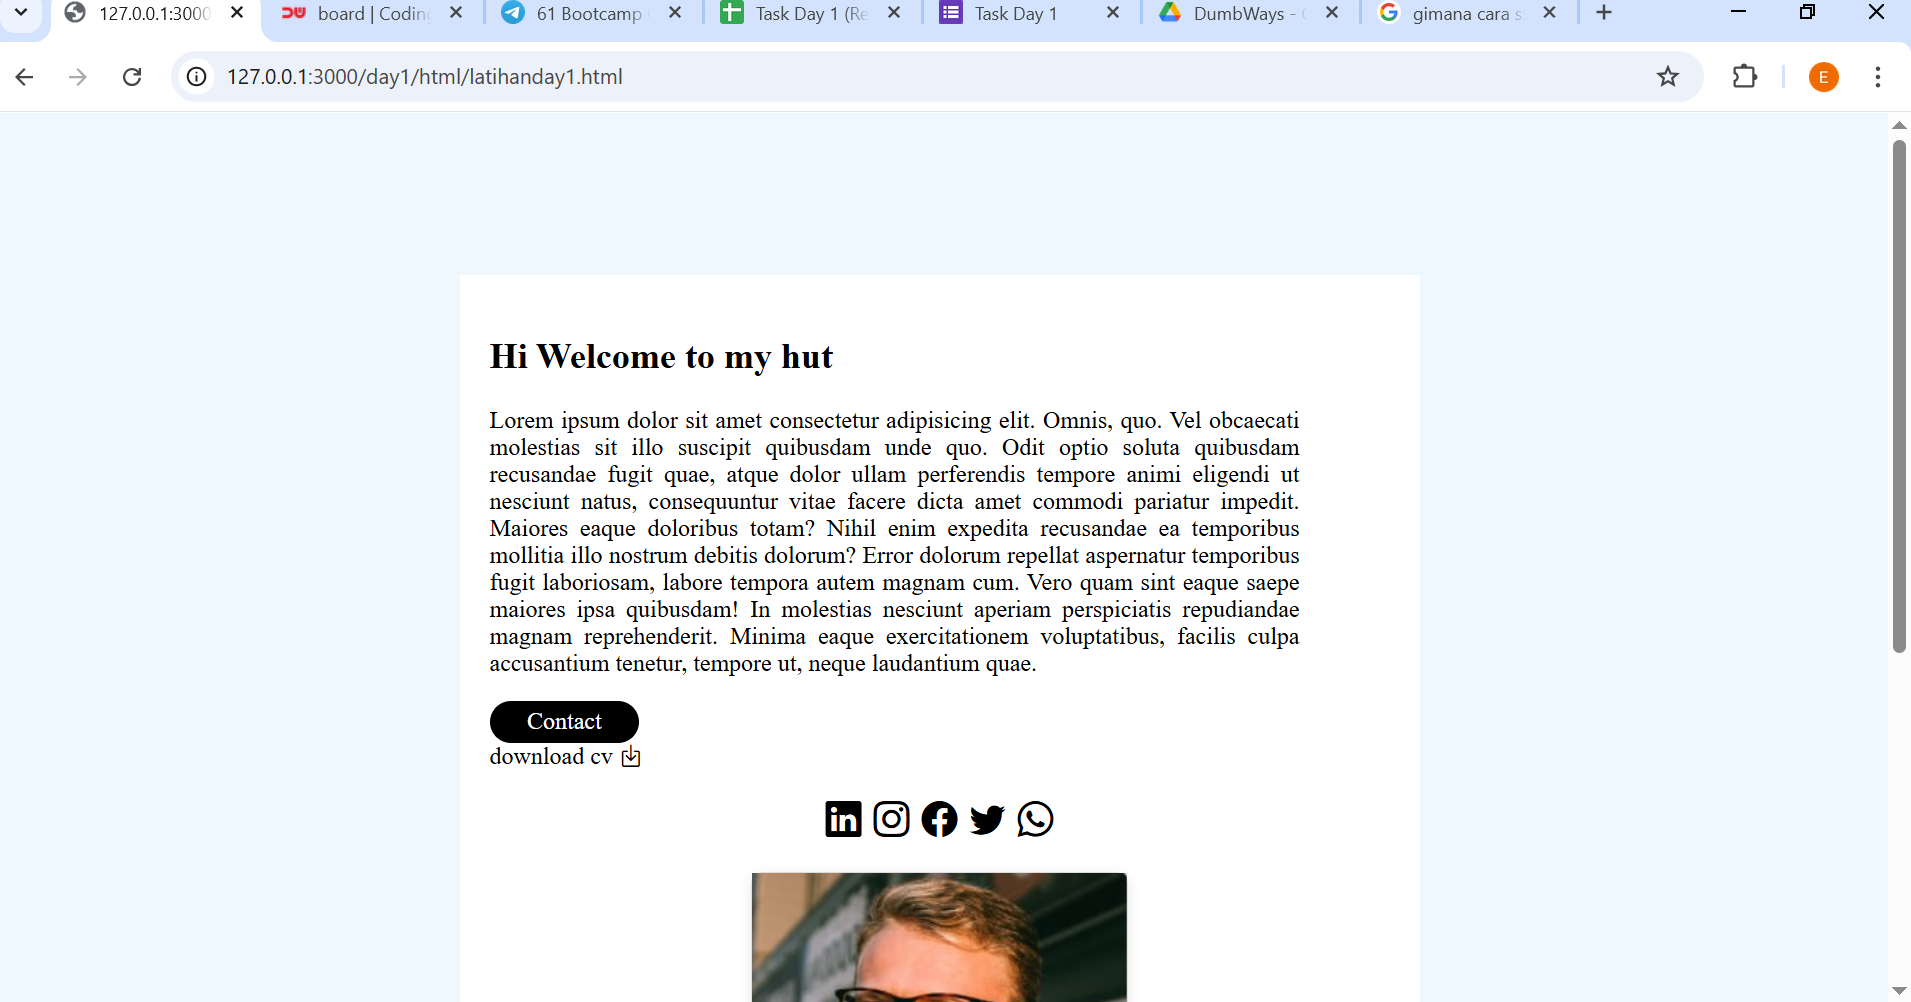 127.0.0.1:3000
board | Coding
61 Bootcamp
Task Day 1 (Re
Task Day 1
DumbWays -
gimana cara s
127.0.0.1:3000/day1/html/latihanday1.html
E
Hi Welcome to my hut
Lorem ipsum dolor sit amet consectetur adipisicing elit. Omnis, quo. Vel obcaecati
molestias sit illo suscipit quibusdam unde quo. Odit optio soluta quibusdam
recusandae fugit quae, atque dolor ullam perferendis tempore animi eligendi ut
nesciunt natus, consequuntur vitae facere dicta amet commodi pariatur impedit.
Maiores eaque doloribus totam? Nihil enim expedita recusandae ea temporibus
mollitia illo nostrum debitis dolorum? Error dolorum repellat aspernatur temporibus
fugit laboriosam, labore tempora autem magnam cum. Vero quam sint eaque saepe
maiores ipsa quibusdam! In molestias nesciunt aperiam perspiciatis repudiandae
magnam reprehenderit. Minima eaque exercitationem voluptatibus, facilis culpa
accusantium tenetur, tempore ut, neque laudantium quae.
Contact
download cv